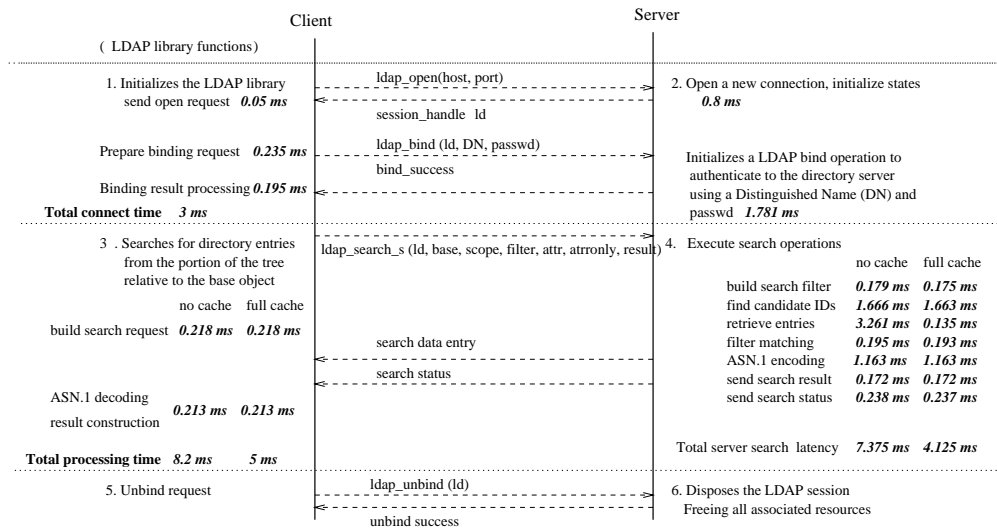 Client
Server
( LDAP library functions)
1. Initializes the LDAP library
send open request 0.05 ms
ldap_open(host, port)
session_handle ld
2. Open a new connection, initialize states
0.8 ms
Prepare binding request 0.235 ms
ldap_bind (ld, DN, passwd)
bind_success
Binding result processing 0.195 ms
Initializes a LDAP bind operation to
authenticate to the directory server
using a Distinguished Name (DN) and
passwd 1.781 ms
Total connect time 3 ms
3 . Searches for directory entries
from the portion of the tree
relative to the base object
ldap_search_s (ld, base, scope, filter, attr, atrronly, result)
4. Execute search operations
no cache full cache
build search request 0.218 ms 0.218 ms
no cache full cache
build search filter 0.179 ms 0.175 ms
find candidate IDs 1.666 ms 1.663 ms
retrieve entries 3.261 ms 0.135 ms
filter matching 0.195 ms 0.193 ms
ASN.1 encoding 1.163 ms 1.163 ms
send search result 0.172 ms 0.172 ms
send search status 0.238 ms 0.237 ms
search data entry
search status
ASN.1 decoding
result construction
0.213 ms 0.213 ms
Total server search latency 7.375 ms 4.125 ms
Total processing time 8.2 ms 5 ms
5. Unbind request
ldap_unbind (ld)
unbind success
6. Disposes the LDAP session
Freeing all associated resources